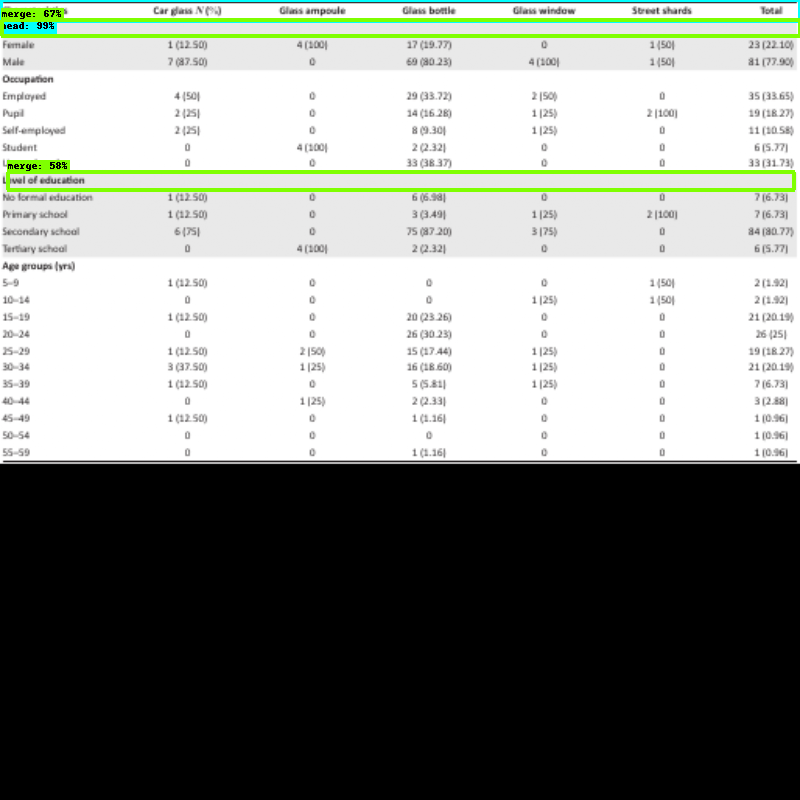 merge: 67% Car glass N (%) Glass ampoule Glass bottle Glass window Street shards Total
head: 99%
Female 1 (12.50) 4 (100) 17 (19.77) 0 1 (50) 23 (22.10)
Male 7 (87.50) 0 69 (80.23) 4 (100) 1 (50) 81 (77.90)
Occupation
Employed 4 (50) 0 29 (33.72) 2 (50) 0 35 (33.65)
Pupil 2 (25) 0 14 (16.28) 1 (25) 2 (100) 19 (18.27)
Self-employed 2 (25) 0 8 (9.30) 1 (25) 0 11 (10.58)
Student 0 4 (100) 2 (2.32) 0 0 6 (5.77)
merge: 58% 0 0 33 (38.37) 0 0 33 (31.73)
Level of education
No formal education 1 (12.50) 0 6 (6.98) 0 0 7 (6.73)
Primary school 1 (12.50) 0 3 (3.49) 1 (25) 2 (100) 7 (6.73)
Secondary school 6 (75) 0 75 (87.20) 3 (75) 0 84 (80.77)
Tertiary school 0 4 (100) 2 (2.32) 0 0 6 (5.77)
Age groups (yrs)
5–9 1 (12.50) 0 0 0 1 (50) 2 (1.92)
10–14 0 0 0 1 (25) 1 (50) 2 (1.92)
15–19 1 (12.50) 0 20 (23.26) 0 0 21 (20.19)
20–24 0 0 26 (30.23) 0 0 26 (25)
25–29 1 (12.50) 2 (50) 15 (17.44) 1 (25) 0 19 (18.27)
30–34 3 (37.50) 1 (25) 16 (18.60) 1 (25) 0 21 (20.19)
35–39 1 (12.50) 0 5 (5.81) 1 (25) 0 7 (6.73)
40–44 0 1 (25) 2 (2.33) 0 0 3 (2.88)
45–49 1 (12.50) 0 1 (1.16) 0 0 1 (0.96)
50–54 0 0 0 0 0 1 (0.96)
55–59 0 0 1 (1.16) 0 0 1 (0.96)